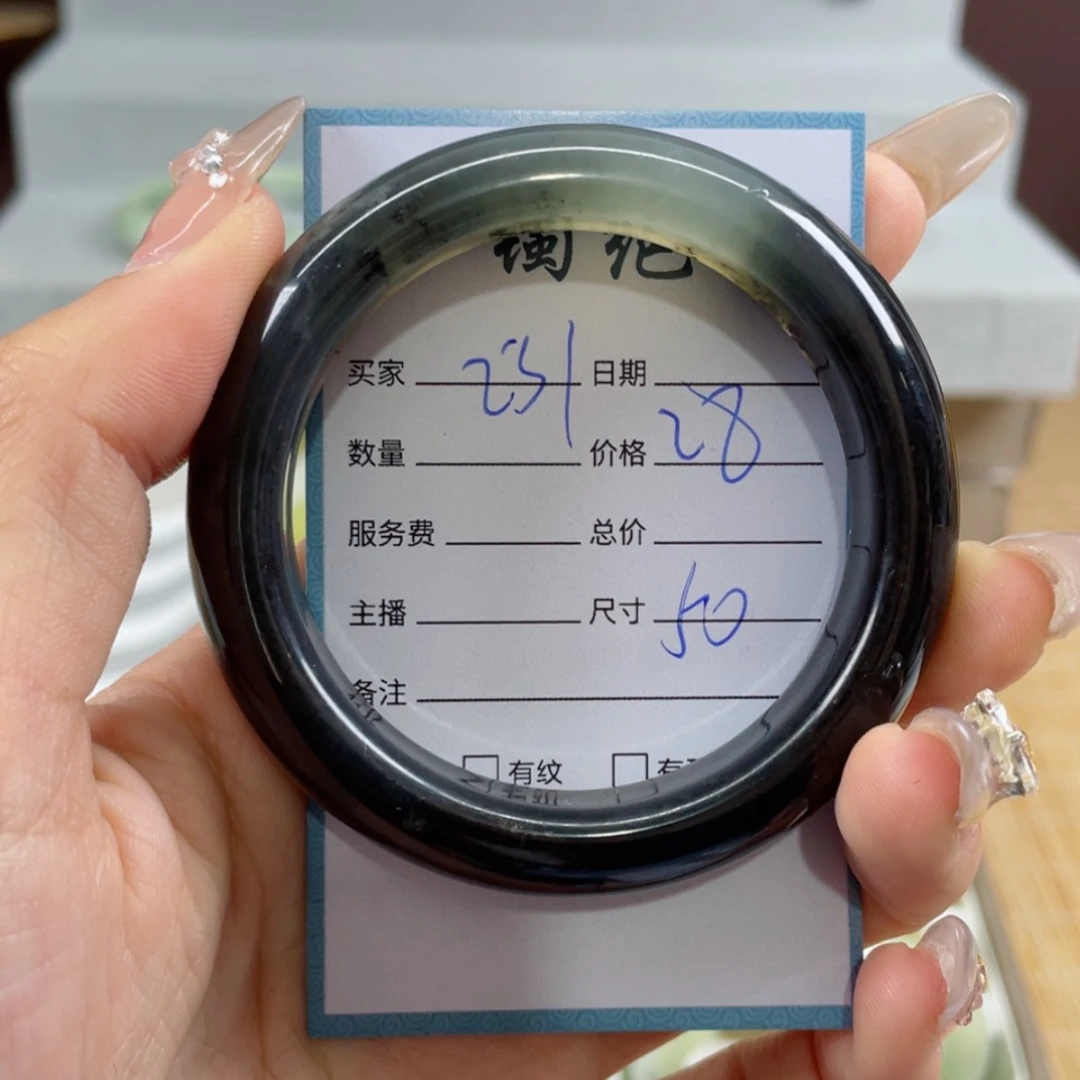 买家 231 日期
数量 价格 28
服务费 总价
主播 尺寸 50
备注
□ 有纹 □ 有